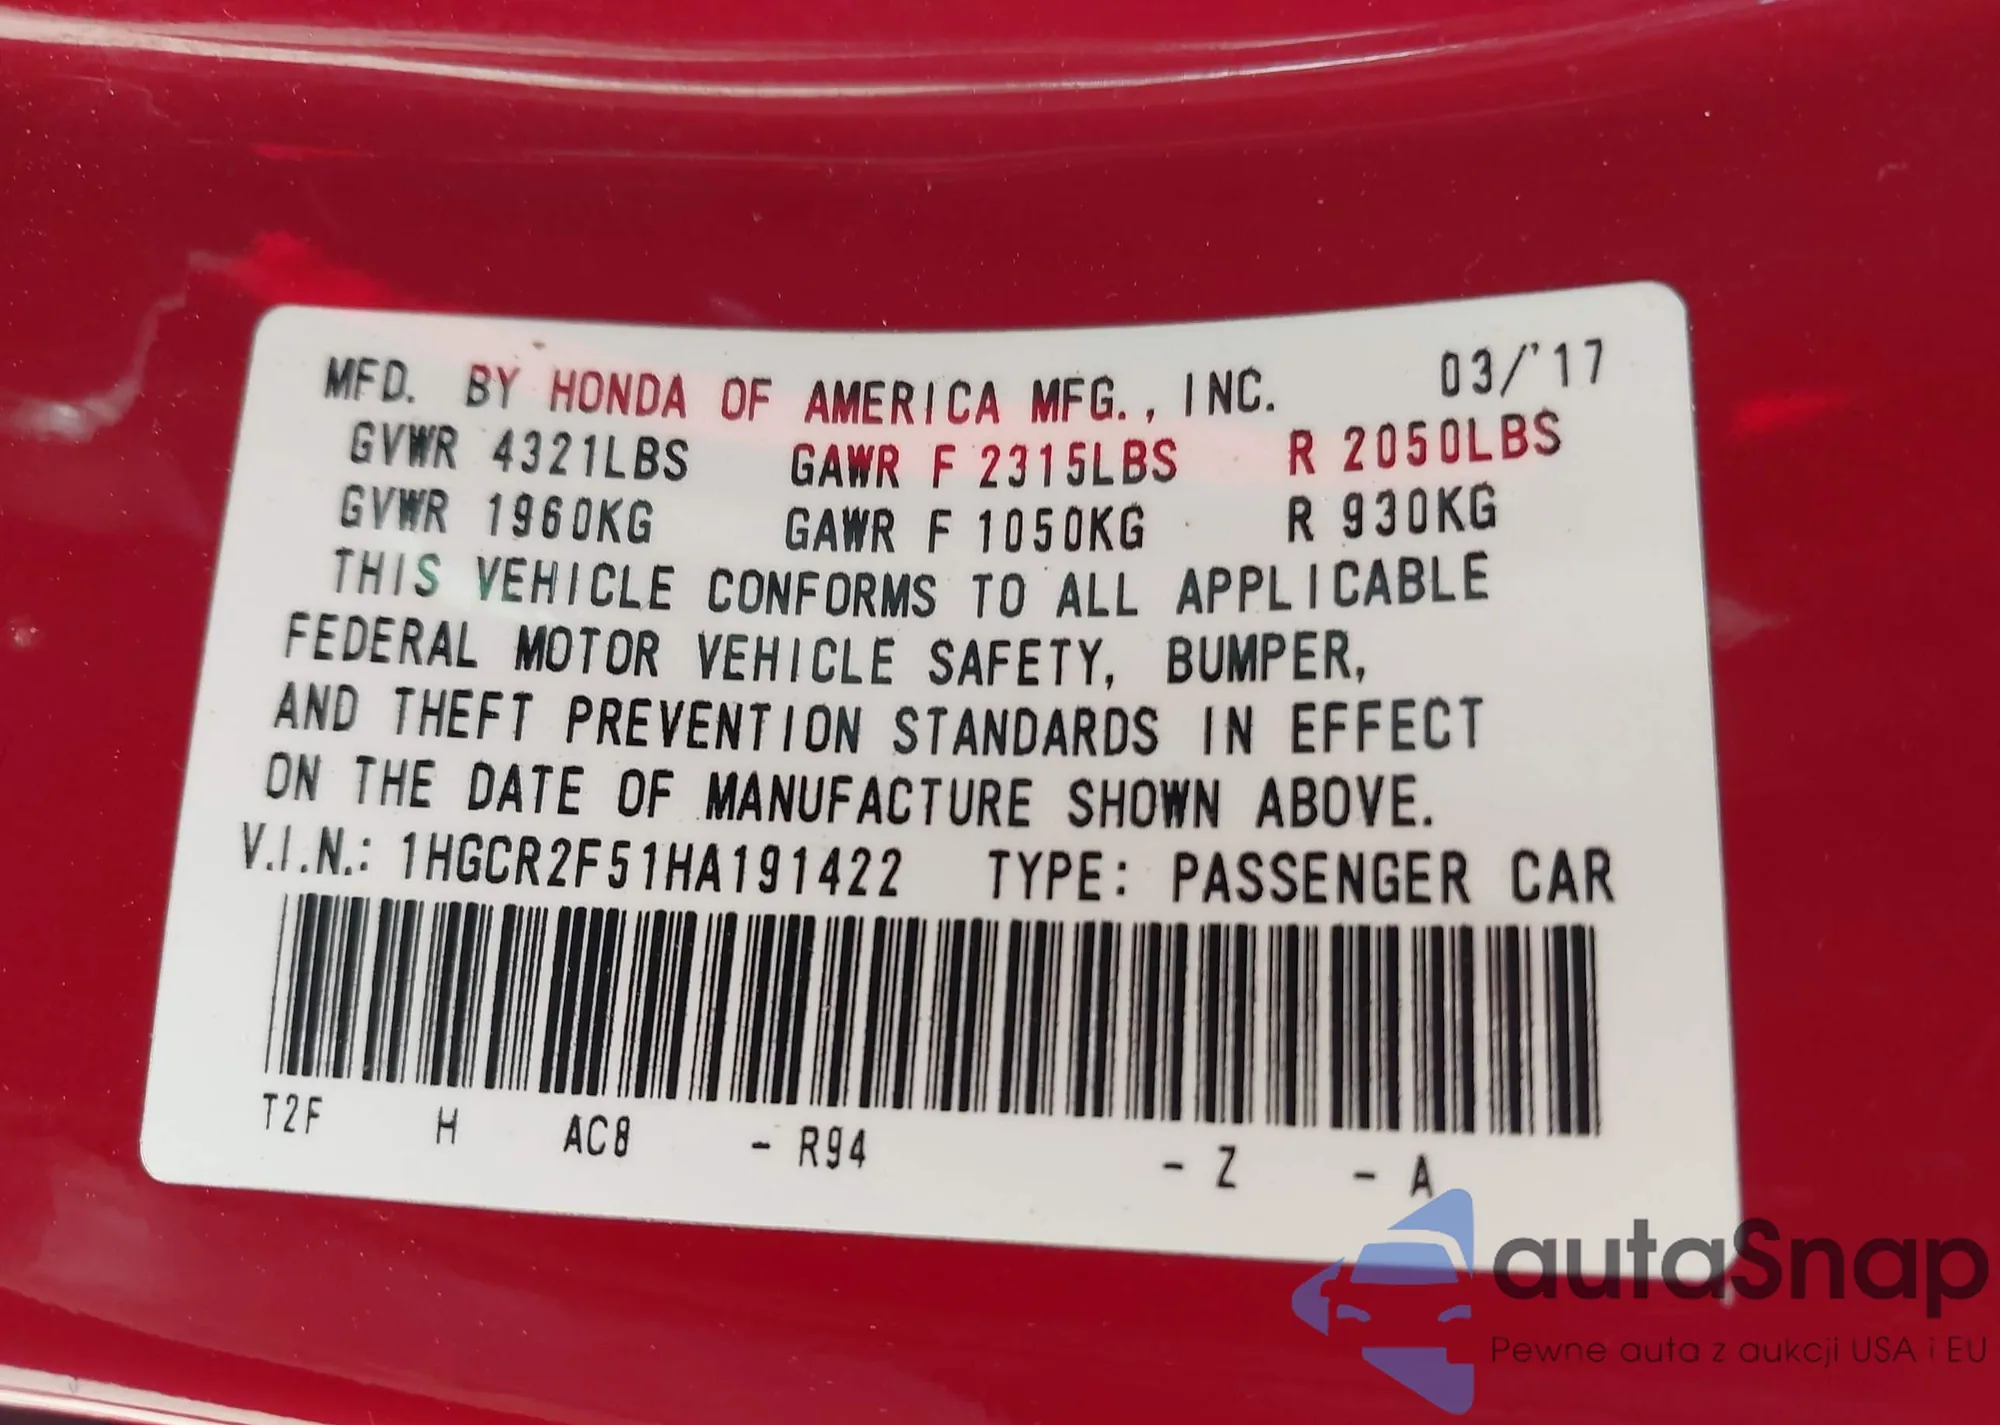 MFD. BY HONDA OF AMERICA MFG., INC. 03/'17
GVWR 4321LBS GAWR F 2315LBS R 2050LBS
GVWR 1960KG GAWR F 1050KG R 930KG
THIS VEHICLE CONFORMS TO ALL APPLICABLE
FEDERAL MOTOR VEHICLE SAFETY, BUMPER,
AND THEFT PREVENTION STANDARDS IN EFFECT
ON THE DATE OF MANUFACTURE SHOWN ABOVE.
V.I.N.: 1HGCR2F51HA191422 TYPE: PASSENGER CAR
T2F H AC8 - R94 - Z - A
autaSnap
Pewne auta z aukcji USA i EU